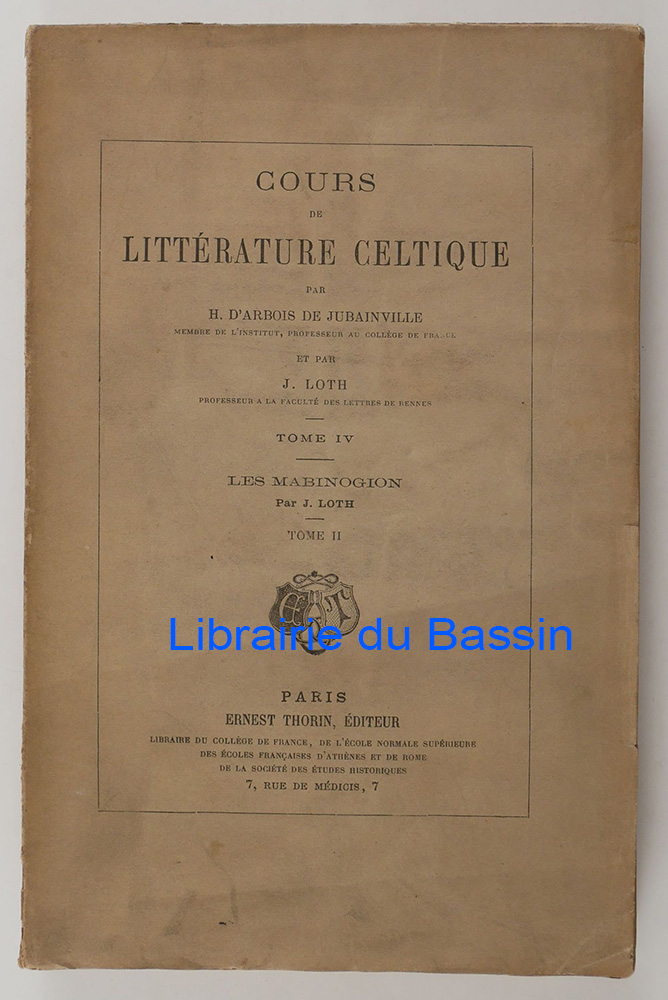 COURS
DE
LITTÉRATURE CELTIQUE
PAR
H. D'ARBOIS DE JUBAINVILLE
MEMBRE DE L'INSTITUT, PROFESSEUR AU COLLÈGE DE FRANCE
ET PAR
J. LOTH
PROFESSEUR A LA FACULTÉ DES LETTRES DE RENNES
TOME IV
LES MABINOGION
Par J. LOTH
TOME II
Librairie du Bassin
PARIS
ERNEST THORIN, ÉDITEUR
LIBRAIRE DU COLLÈGE DE FRANCE, DE L'ÉCOLE NORMALE SUPÉRIEURE
DES ÉCOLES FRANÇAISES D'ATHÈNES ET DE ROME
DE LA SOCIÉTÉ DES ÉTUDES HISTORIQUES
7, RUE DE MÉDICIS, 7